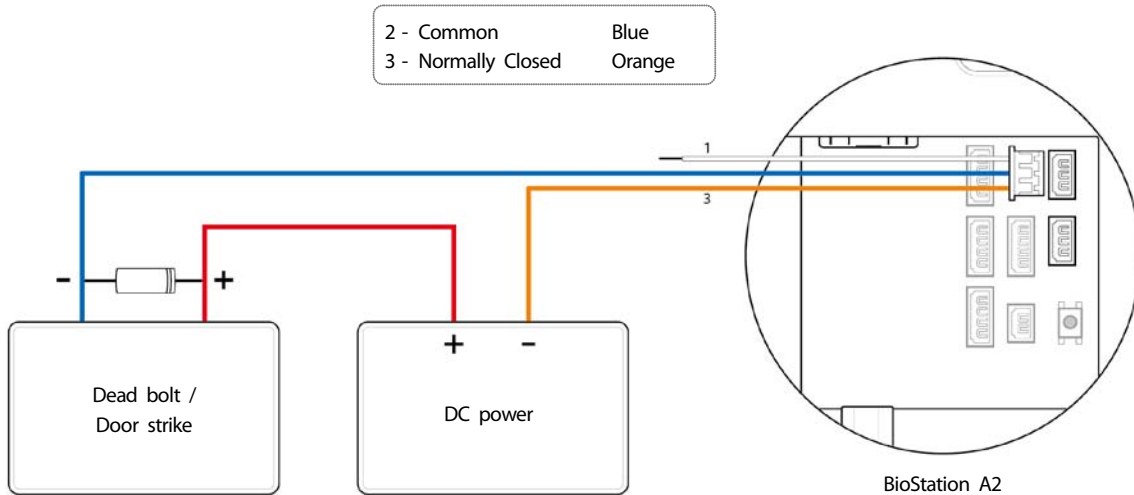 2 - Common Blue
3 - Normally Closed Orange
1
3
- +
+ -
Dead bolt /
Door strike
DC power
BioStation A2